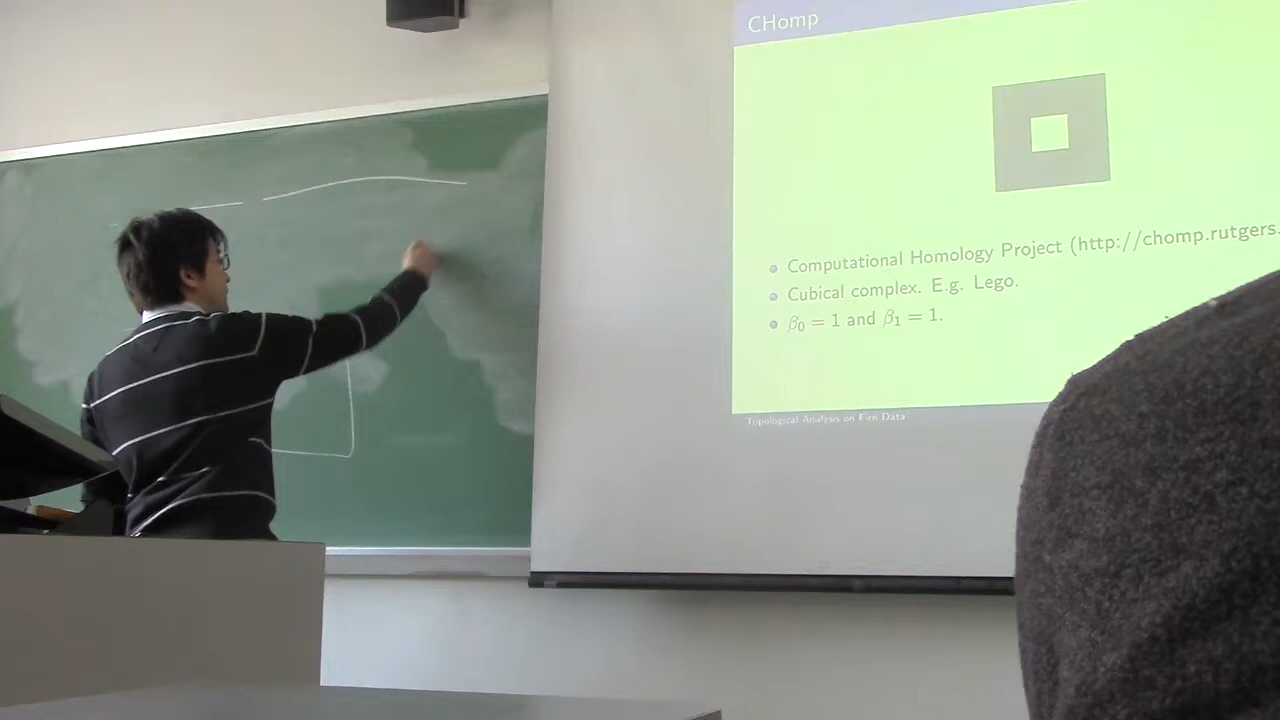 CHomp
Computational Homology Project (http://chomp.rutgers.
Cubical complex. E.g. Lego.
β₀ = 1 and β₁ = 1.
Topological Analysis on Firn Data